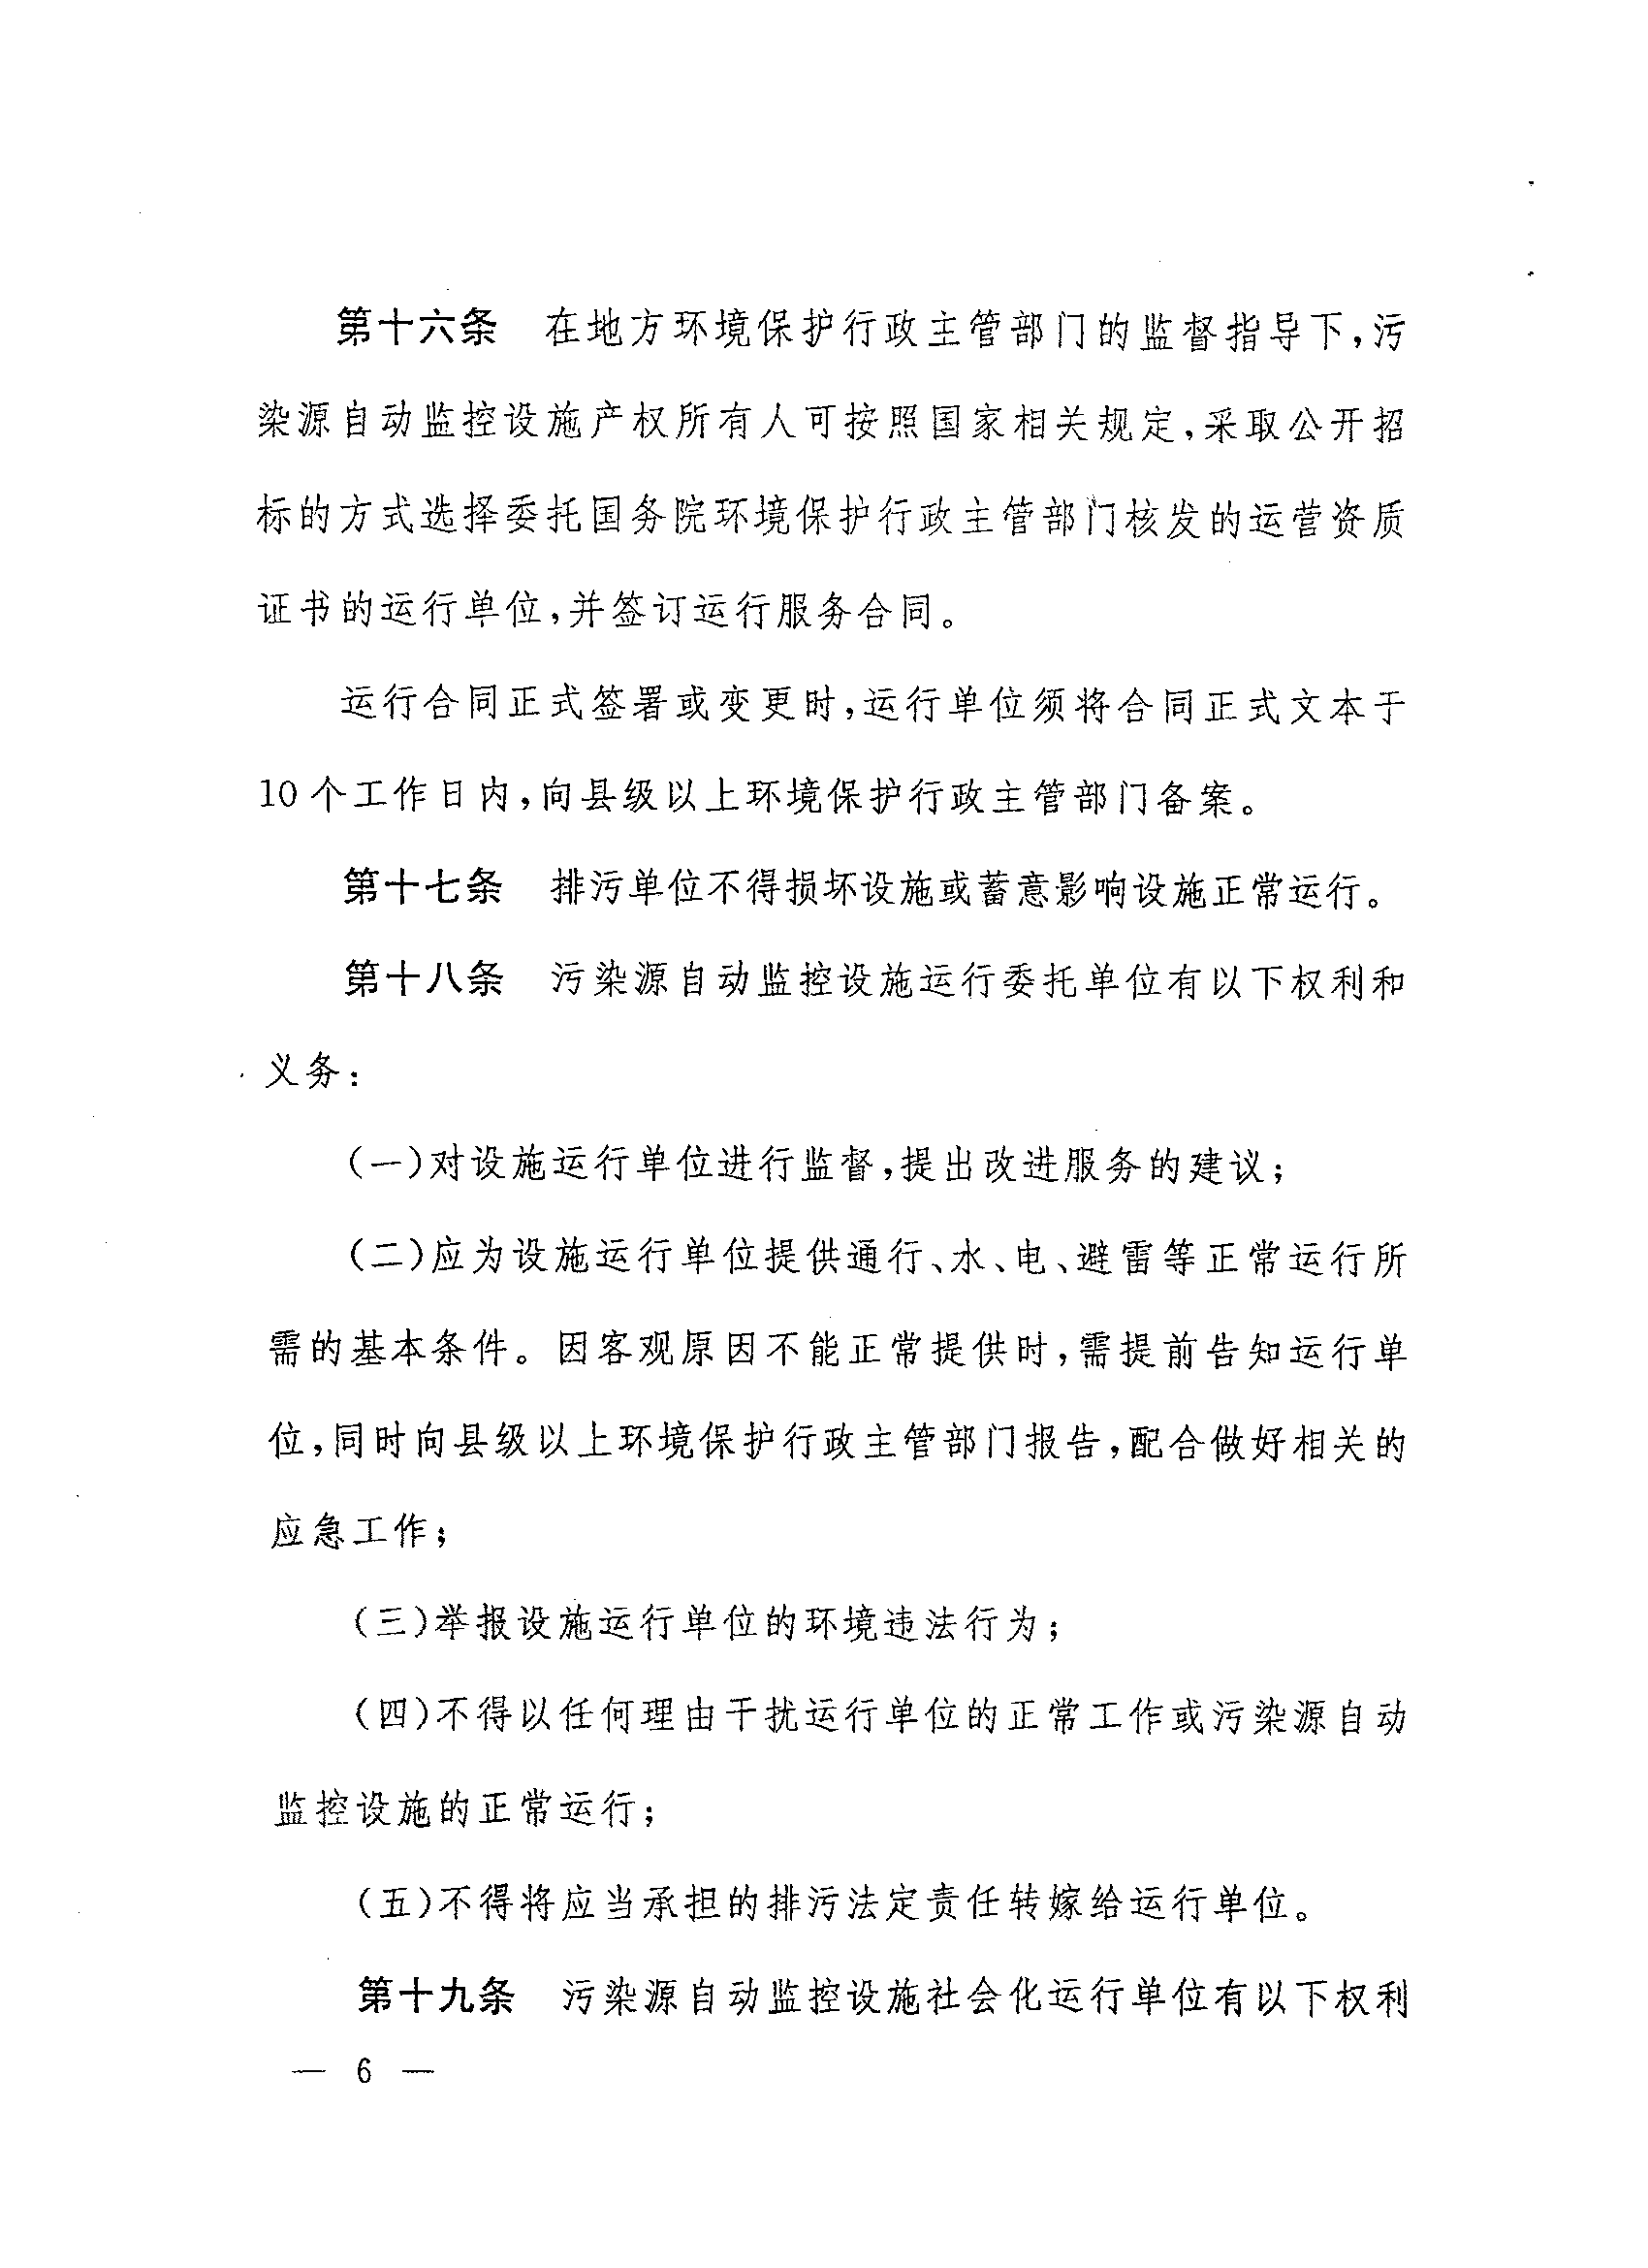 第十六条　在地方环境保护行政主管部门的监督指导下,污
染源自动监控设施产权所有人可按照国家相关规定,采取公开招
标的方式选择委托国务院环境保护行政主管部门核发的运营资质
证书的运行单位,并签订运行服务合同。
运行合同正式签署或变更时,运行单位须将合同正式文本于
10个工作日内,向县级以上环境保护行政主管部门备案。
第十七条　排污单位不得损坏设施或蓄意影响设施正常运行。
第十八条　污染源自动监控设施运行委托单位有以下权利和
义务:
(一)对设施运行单位进行监督,提出改进服务的建议;
(二)应为设施运行单位提供通行、水、电、避雷等正常运行所
需的基本条件。因客观原因不能正常提供时,需提前告知运行单
位,同时向县级以上环境保护行政主管部门报告,配合做好相关的
应急工作;
(三)举报设施运行单位的环境违法行为;
(四)不得以任何理由干扰运行单位的正常工作或污染源自动
监控设施的正常运行;
(五)不得将应当承担的排污法定责任转嫁给运行单位。
第十九条　污染源自动监控设施社会化运行单位有以下权利
— 6 —